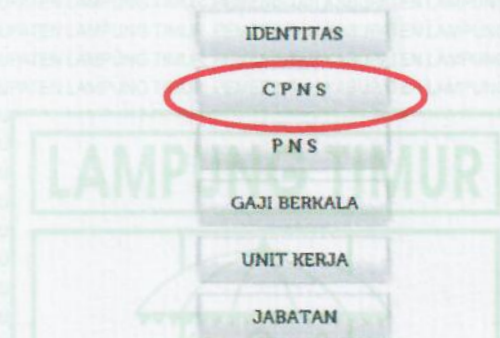 IDENTITAS
C P N S
P N S
LAMPUNG TIMUR
GAJI BERKALA
UNIT KERJA
JABATAN